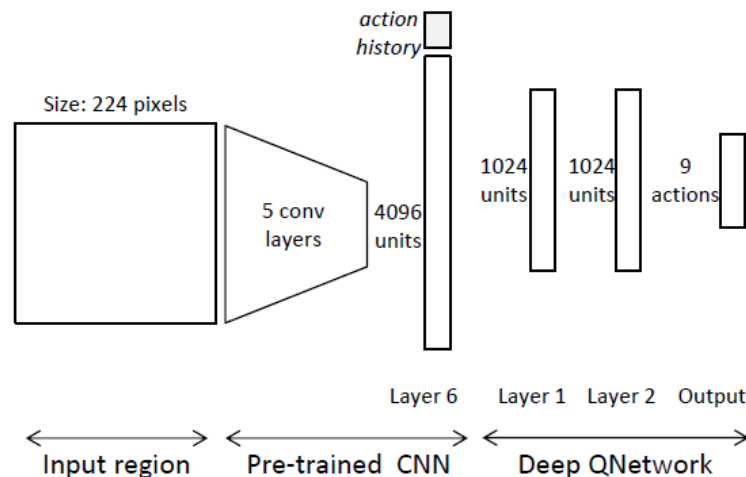 action
history
Size: 224 pixels
5 conv
layers
4096
units
1024
units
1024
units
9
actions
Layer 6
Layer 1
Layer 2
Output
Input region
Pre-trained CNN
Deep QNetwork